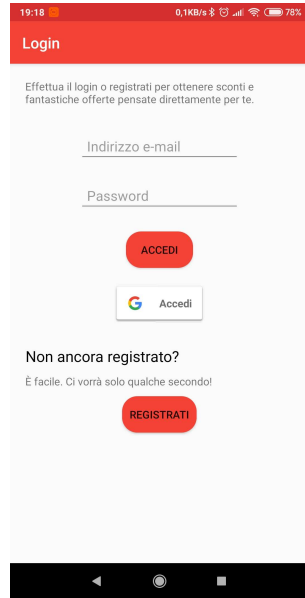 19:18
0,1KB/s
78%
Login
Effettua il login o registrati per ottenere sconti e
fantastiche offerte pensate direttamente per te.
Indirizzo e-mail
Password
ACCEDI
G Accedi
Non ancora registrato?
È facile. Ci vorrà solo qualche secondo!
REGISTRATI